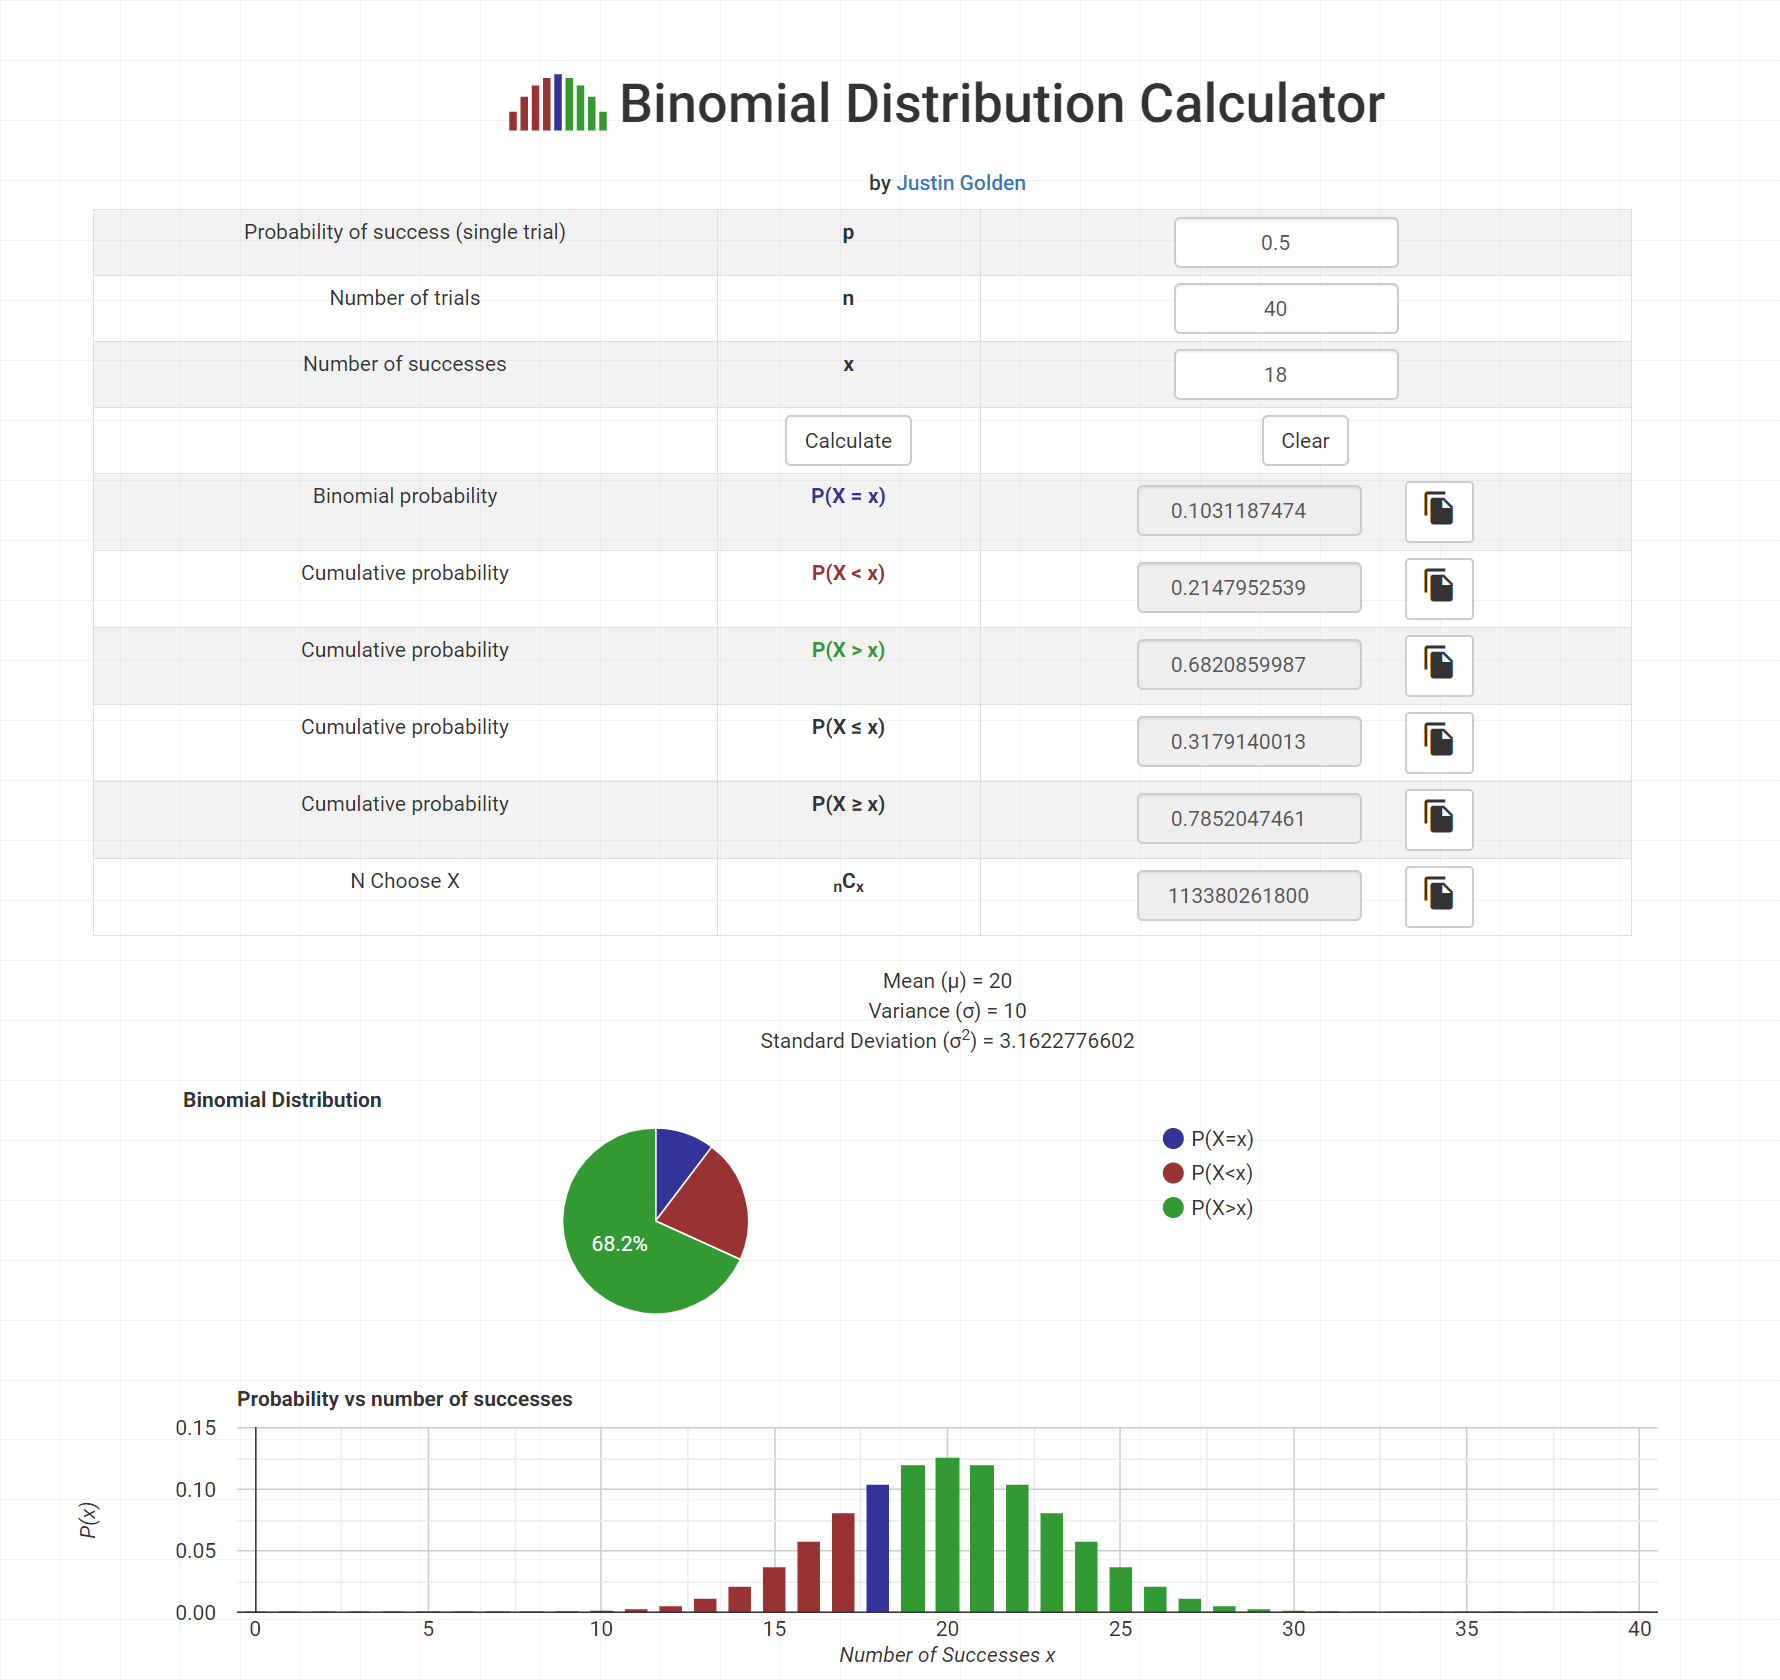 Binomial Distribution Calculator
by Justin Golden
Probability of success (single trial) p 0.5
Number of trials n 40
Number of successes x 18
Calculate Clear
Binomial probability P(X = x) 0.1031187474
Cumulative probability P(X < x) 0.2147952539
Cumulative probability P(X > x) 0.6820859987
Cumulative probability P(X ≤ x) 0.3179140013
Cumulative probability P(X ≥ x) 0.7852047461
N Choose X nCx 113380261800
Mean (μ) = 20
Variance (σ) = 10
Standard Deviation (σ²) = 3.1622776602
Binomial Distribution
68.2%
P(X=x)
P(X<x)
P(X>x)
Probability vs number of successes
0.15
0.10
0.05
0.00
P(x)
0 5 10 15 20 25 30 35 40
Number of Successes x